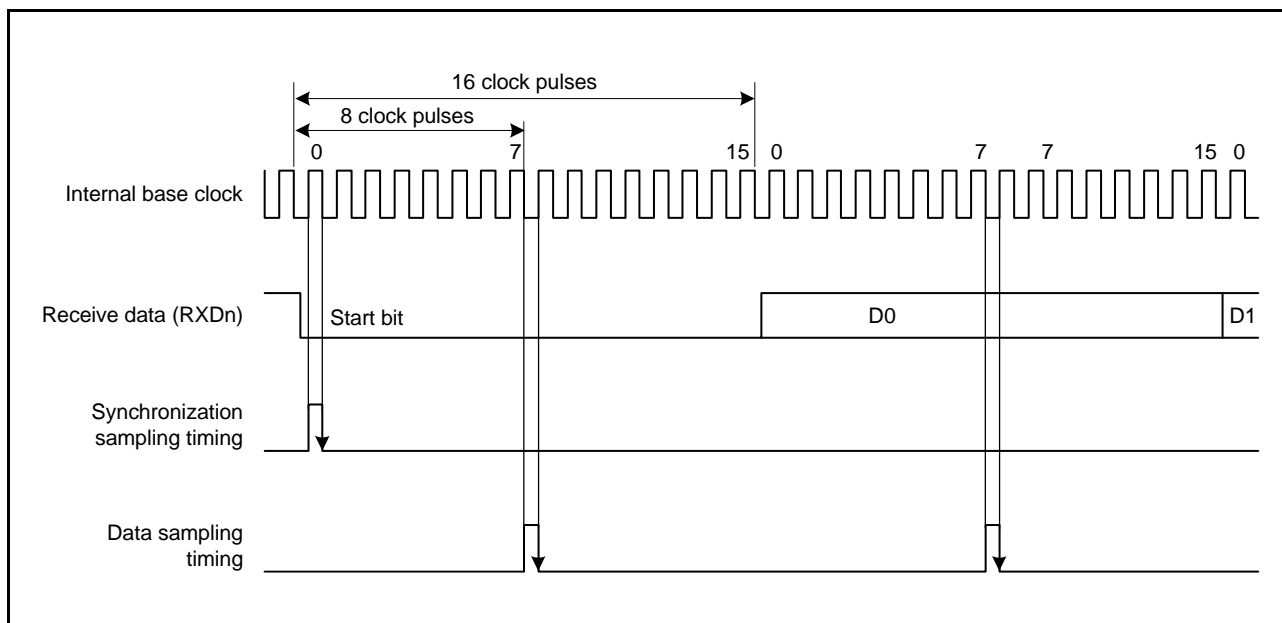 16 clock pulses
8 clock pulses
0 7 15 0 7 7 15 0
Internal base clock
Receive data (RXDn)
Start bit D0 D1
Synchronization
sampling timing
Data sampling
timing